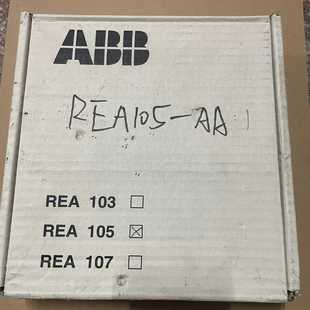 ABB
REA105-AA
REA 103 ☐
REA 105 ☒
REA 107 ☐